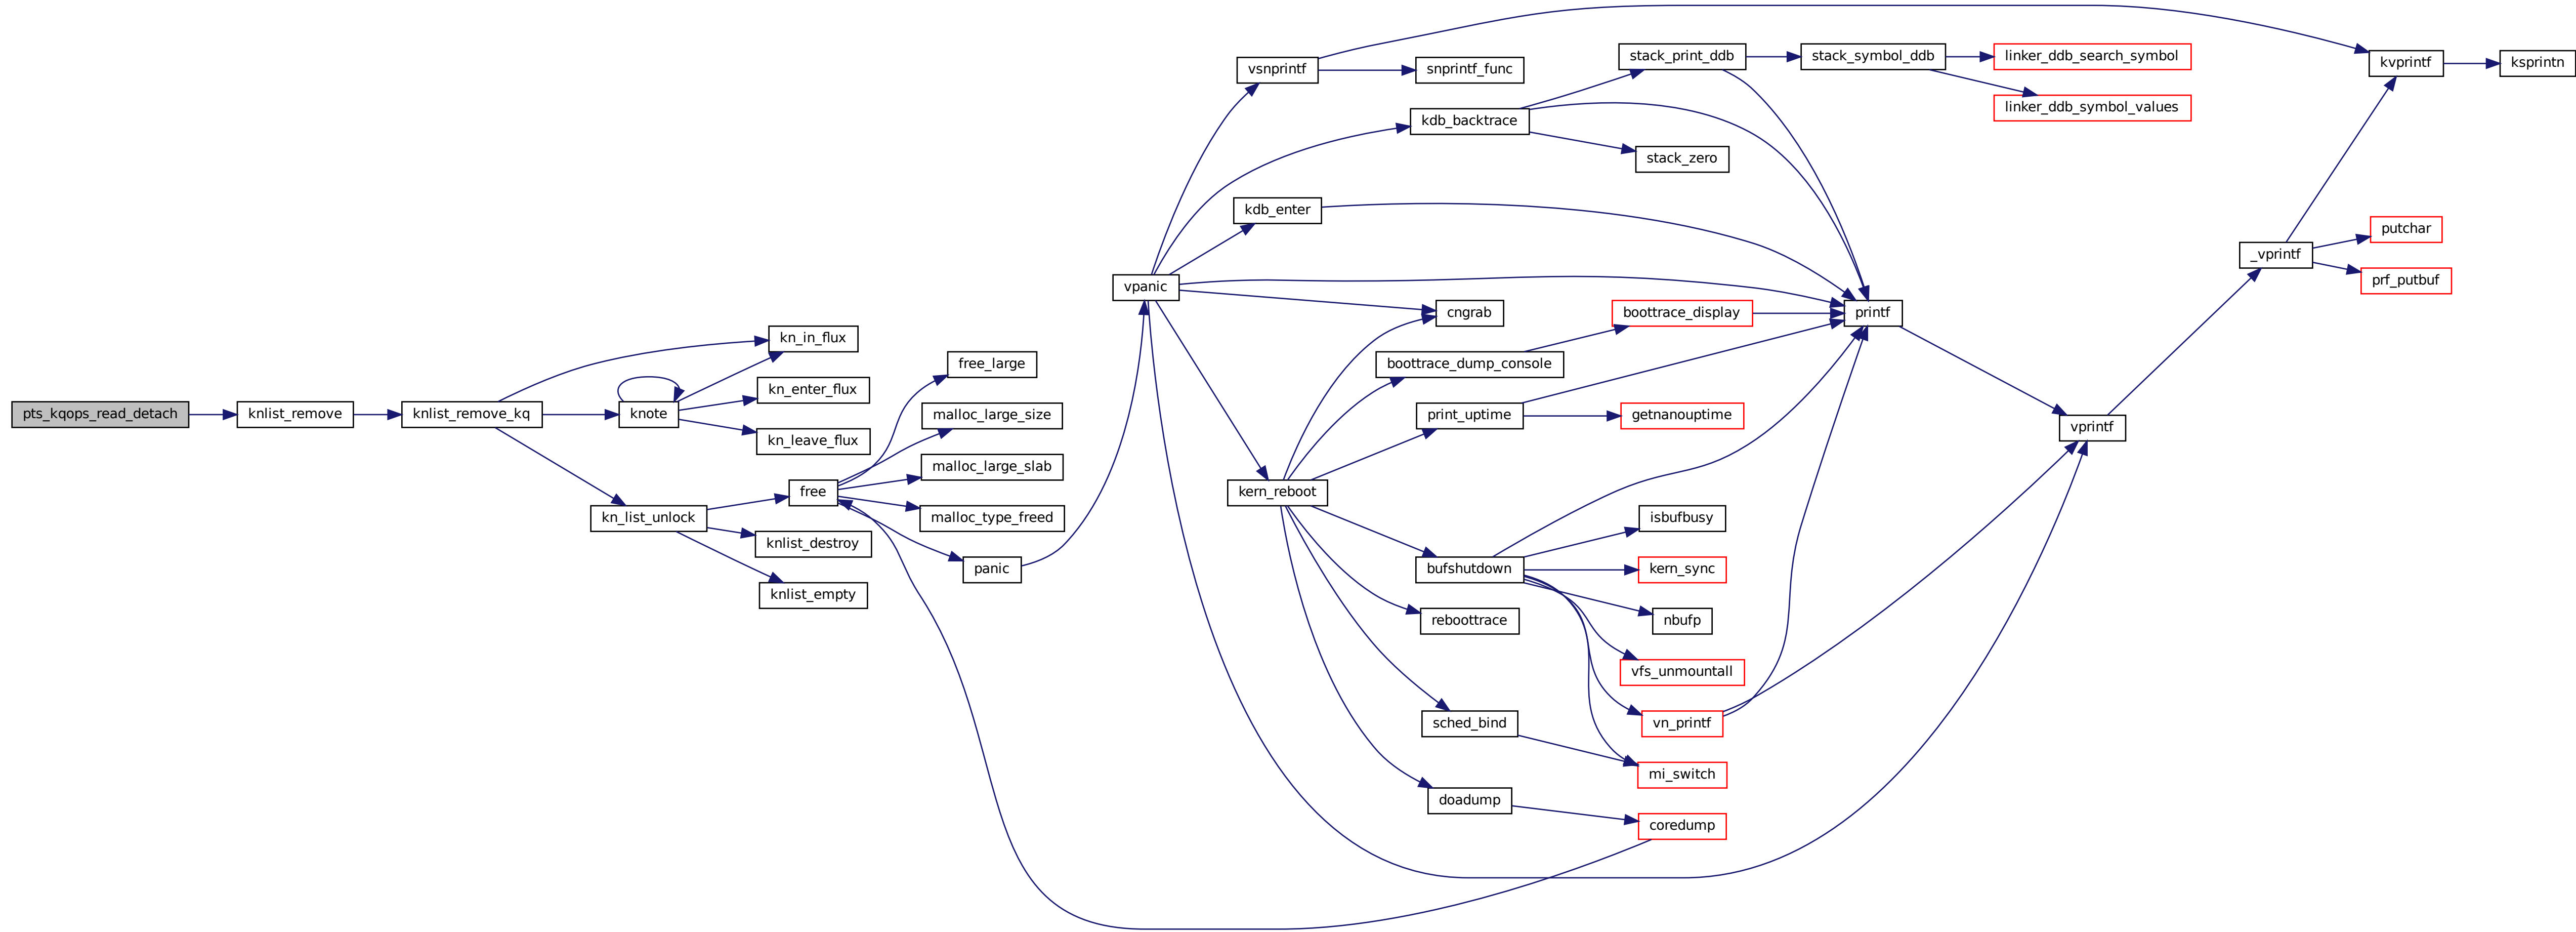 pts_kqops_read_detach
knlist_remove
knlist_remove_kq
kn_in_flux
knote
kn_enter_flux
kn_leave_flux
kn_list_unlock
free
knlist_destroy
knlist_empty
free_large
malloc_large_size
malloc_large_slab
malloc_type_freed
panic
vpanic
vsnprintf
snprintf_func
kdb_backtrace
stack_print_ddb
stack_symbol_ddb
linker_ddb_search_symbol
linker_ddb_symbol_values
stack_zero
kdb_enter
cngrab
boottrace_display
printf
boottrace_dump_console
print_uptime
getnanouptime
kern_reboot
bufshutdown
isbufbusy
kern_sync
nbufp
reboottrace
vfs_unmountall
sched_bind
vn_printf
mi_switch
doadump
coredump
vprintf
_vprintf
kvprintf
ksprintn
putchar
prf_putbuf